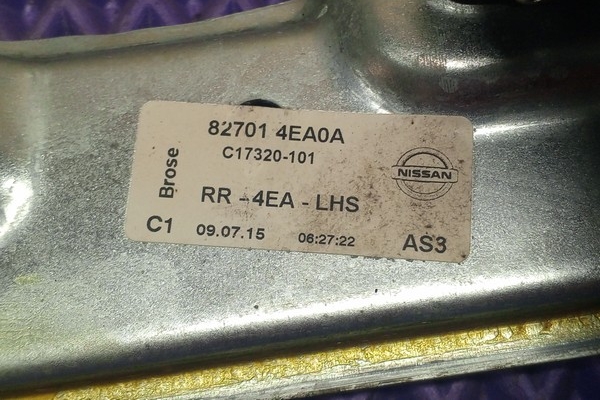 82701 4EA0A
C17320-101
Brose
NISSAN
RR - 4EA - LHS
C1 09.07.15 06:27:22 AS3